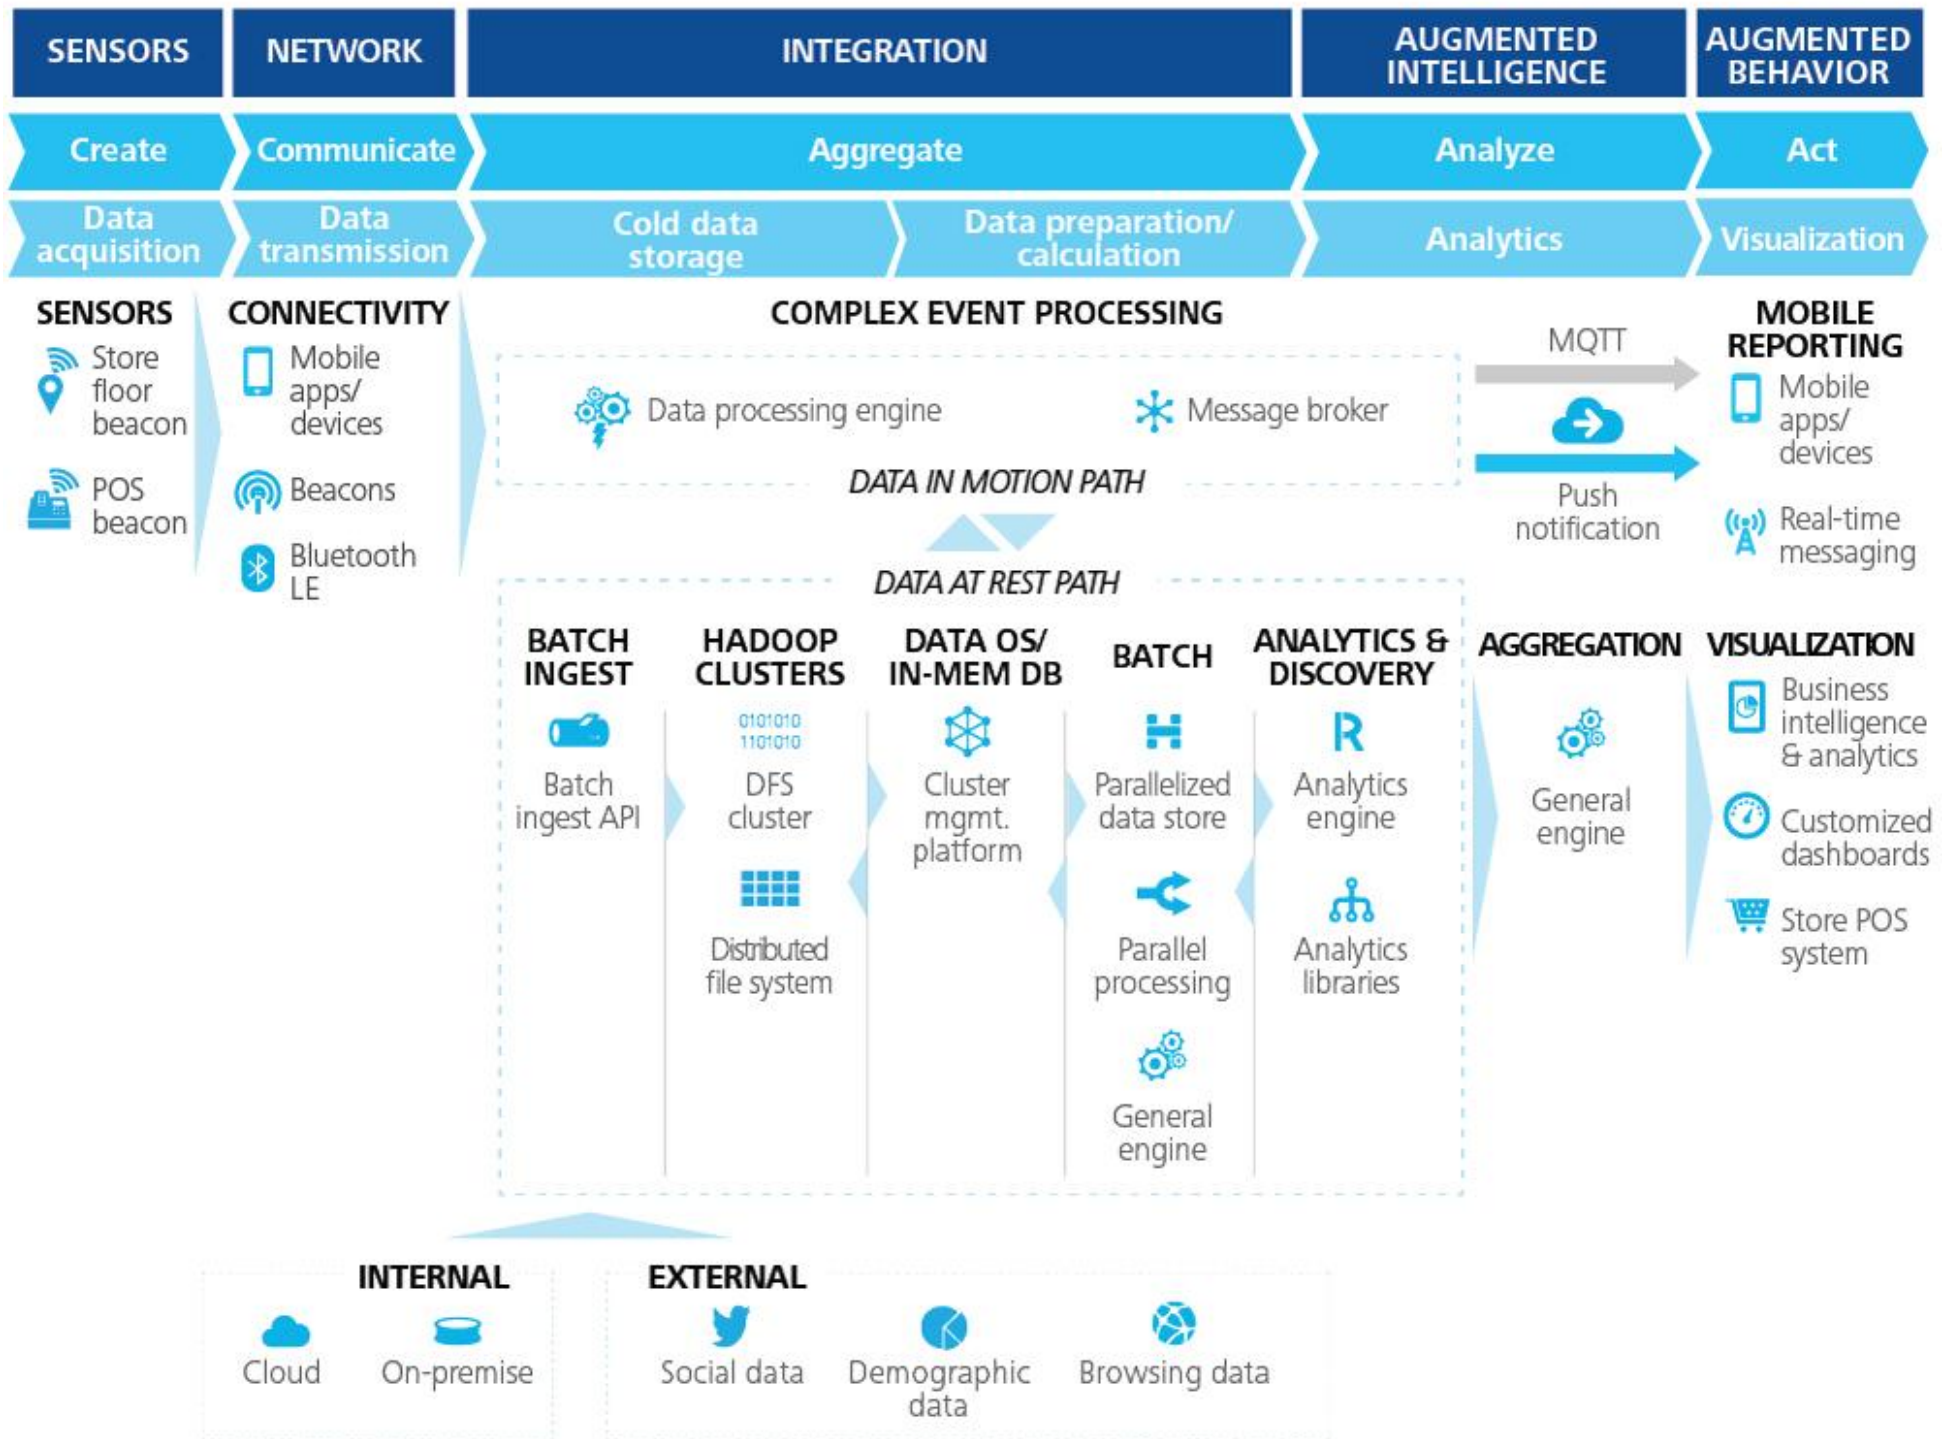 SENSORS
NETWORK
INTEGRATION
AUGMENTED
INTELLIGENCE
AUGMENTED
BEHAVIOR
Create
Communicate
Aggregate
Analyze
Act
Data
acquisition
Data
transmission
Cold data
storage
Data preparation/
calculation
Analytics
Visualization
SENSORS
Store
floor
beacon
POS
beacon
CONNECTIVITY
Mobile
apps/
devices
Beacons
Bluetooth
LE
COMPLEX EVENT PROCESSING
Data processing engine
Message broker
DATA IN MOTION PATH
MQTT
Push
notification
MOBILE
REPORTING
Mobile
apps/
devices
Real-time
messaging
DATA AT REST PATH
BATCH
INGEST
Batch
ingest API
HADOOP
CLUSTERS
0101010
1101010
DFS
cluster
Distributed
file system
DATA OS/
IN-MEM DB
Cluster
mgmt.
platform
BATCH
Parallelized
data store
Parallel
processing
General
engine
ANALYTICS &
DISCOVERY
R
Analytics
engine
Analytics
libraries
AGGREGATION
General
engine
VISUALIZATION
Business
intelligence
& analytics
Customized
dashboards
Store POS
system
INTERNAL
Cloud
On-premise
EXTERNAL
Social data
Demographic
data
Browsing data